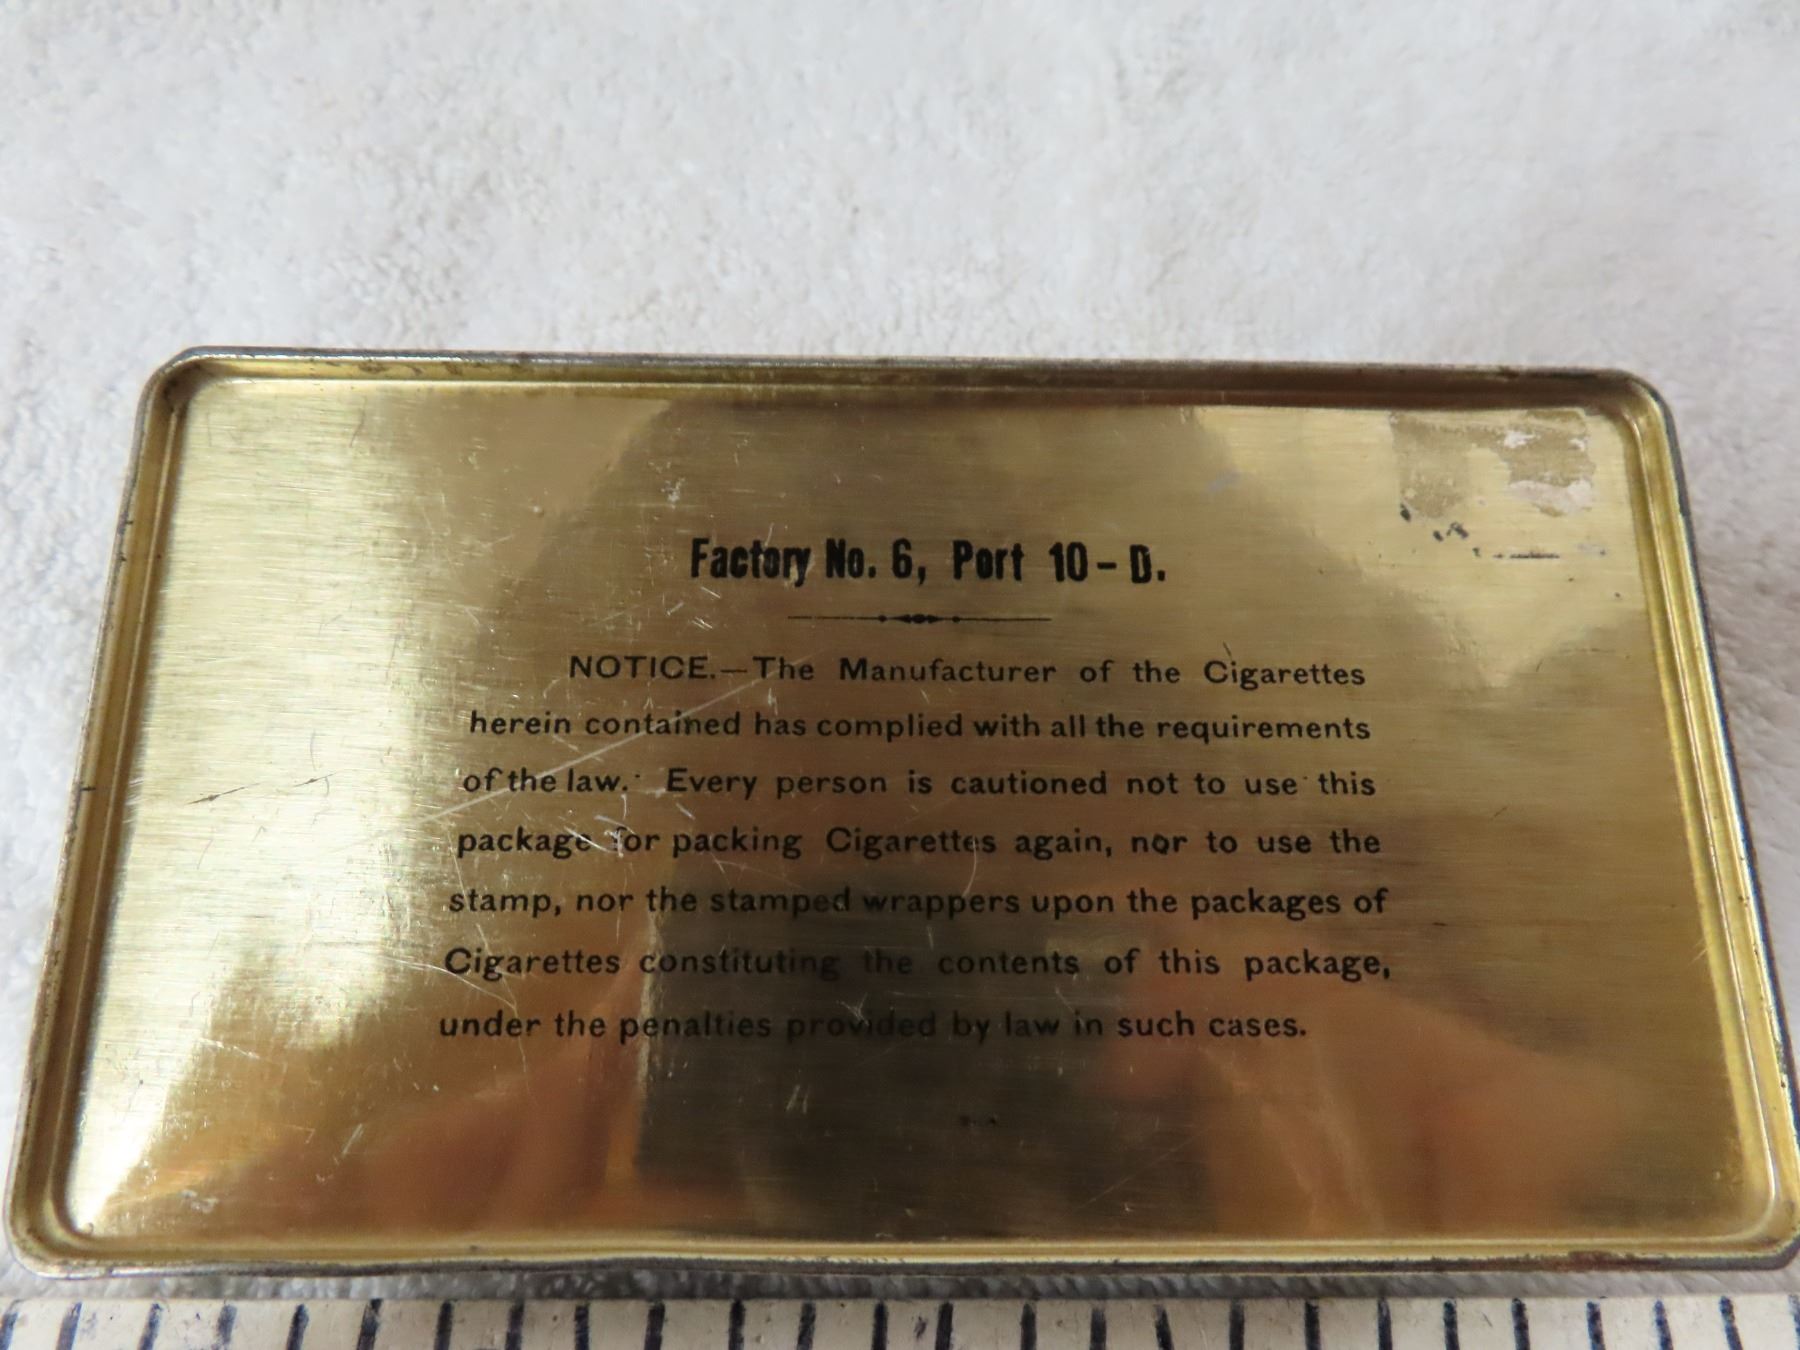 Factory No. 6, Port 10-D.
NOTICE.—The Manufacturer of the Cigarettes
herein contained has complied with all the requirements
of the law. Every person is cautioned not to use this
package for packing Cigarettes again, nor to use the
stamp, nor the stamped wrappers upon the packages of
Cigarettes constituting the contents of this package,
under the penalties provided by law in such cases.